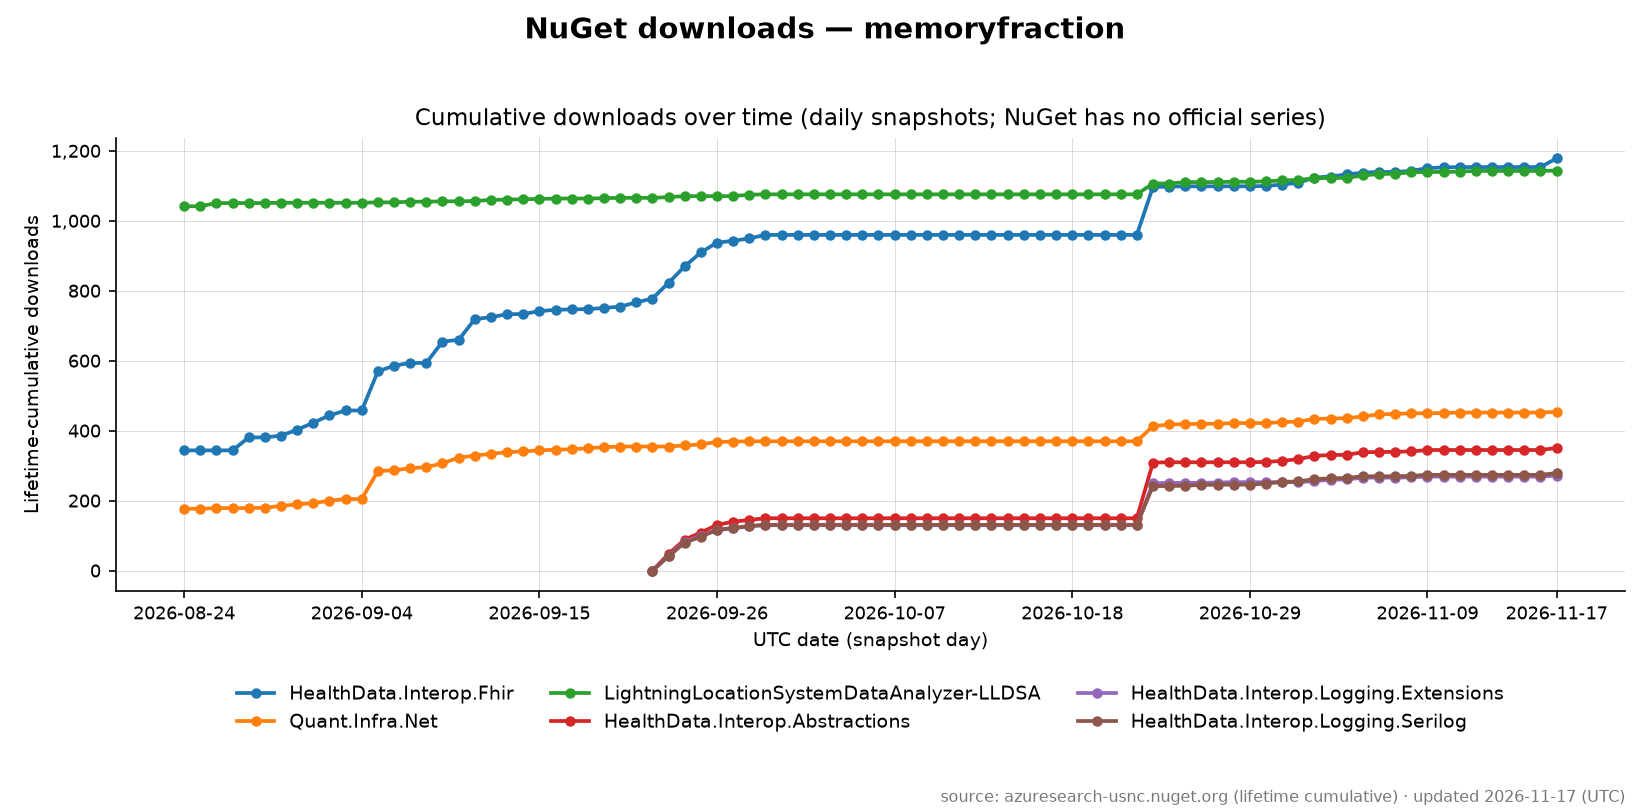 NuGet downloads — memoryfraction
Cumulative downloads over time (daily snapshots; NuGet has no official series)
Lifetime-cumulative downloads
1,200
1,000
800
600
400
200
0
2026-08-24 2026-09-04 2026-09-15 2026-09-26 2026-10-07 2026-10-18 2026-10-29 2026-11-09 2026-11-17
UTC date (snapshot day)
HealthData.Interop.Fhir LightningLocationSystemDataAnalyzer-LLDSA HealthData.Interop.Logging.Extensions
Quant.Infra.Net HealthData.Interop.Abstractions HealthData.Interop.Logging.Serilog
source: azuresearch-usnc.nuget.org (lifetime cumulative) · updated 2026-11-17 (UTC)